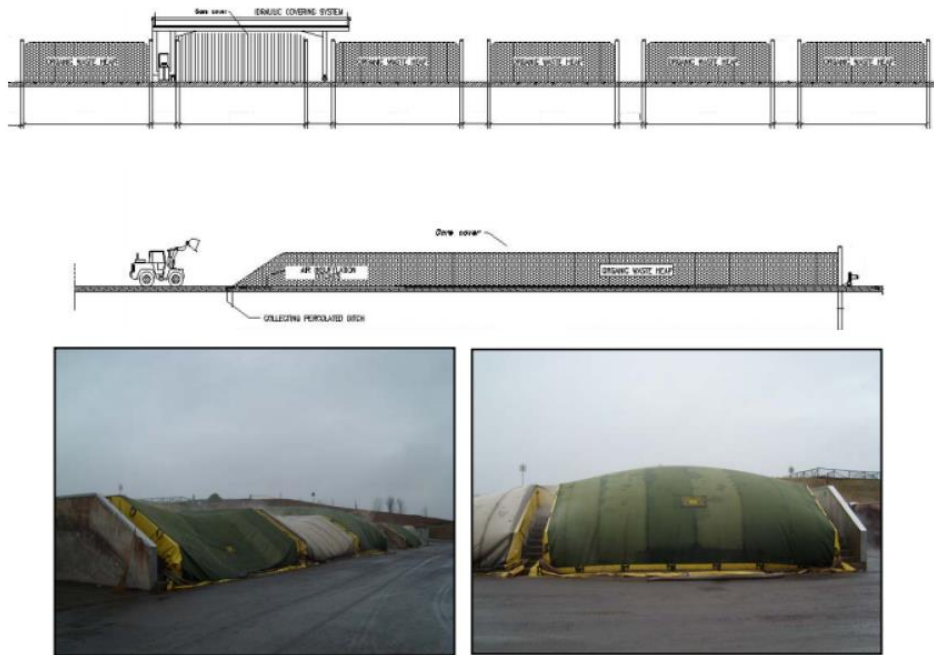 Gore cover
IDRAULIC COVERING SYSTEM
ORGANIC WASTE HEAP
ORGANIC WASTE HEAP
ORGANIC WASTE HEAP
ORGANIC WASTE HEAP
ORGANIC WASTE HEAP
Gore cover
AIR INSUFLATION
ORGANIC WASTE HEAP
COLLECTING PERCOLATED DITCH